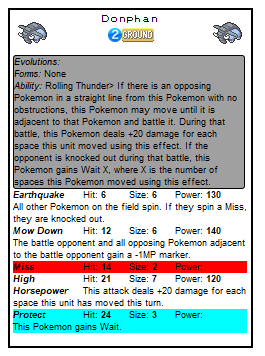 Donphan
2 GROUND
Evolutions:
Forms: None
Ability: Rolling Thunder> If there is an opposing
Pokemon in a straight line from this Pokemon with no
obstructions, this Pokemon may move until it is
adjacent to that Pokemon and battle it. During that
battle, this Pokemon deals +20 damage for each
space this unit moved using this effect. If the
opponent is knocked out during that battle, this
Pokemon gains Wait X, where X is the number of
spaces this Pokemon moved using this effect.
Earthquake Hit: 6 Size: 6 Power: 130
All other Pokemon on the field spin. If they spin a Miss,
they are knocked out.
Mow Down Hit: 12 Size: 6 Power: 140
The battle opponent and all opposing Pokemon adjacent
to the battle opponent gain a -1MP marker.
Miss Hit: 14 Size: 2 Power:
High Hit: 21 Size: 7 Power: 120
Horsepower This attack deals +20 damage for each
space this unit has moved this turn.
Protect Hit: 24 Size: 3 Power:
This Pokemon gains Wait.